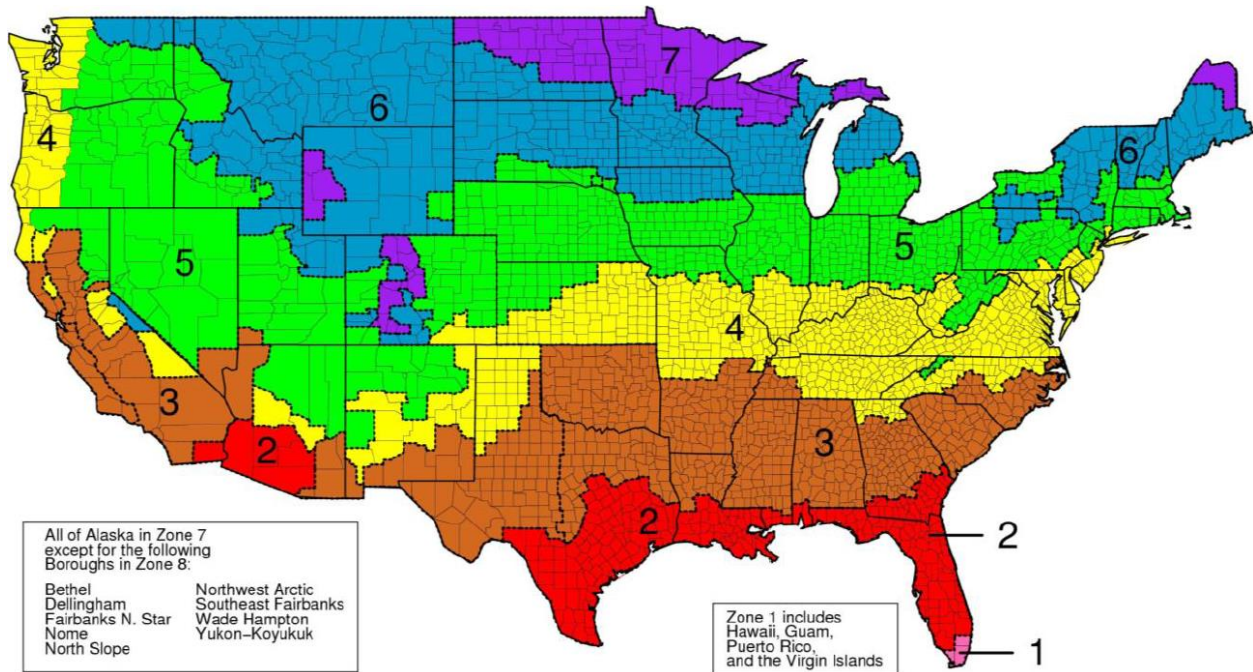 7
6
4
6
5
5
4
3
3
2
2
2
1
All of Alaska in Zone 7
except for the following
Boroughs in Zone 8:
Bethel
Dellingham
Fairbanks N. Star
Nome
North Slope
Northwest Arctic
Southeast Fairbanks
Wade Hampton
Yukon-Koyukuk
Zone 1 includes
Hawaii, Guam,
Puerto Rico,
and the Virgin Islands